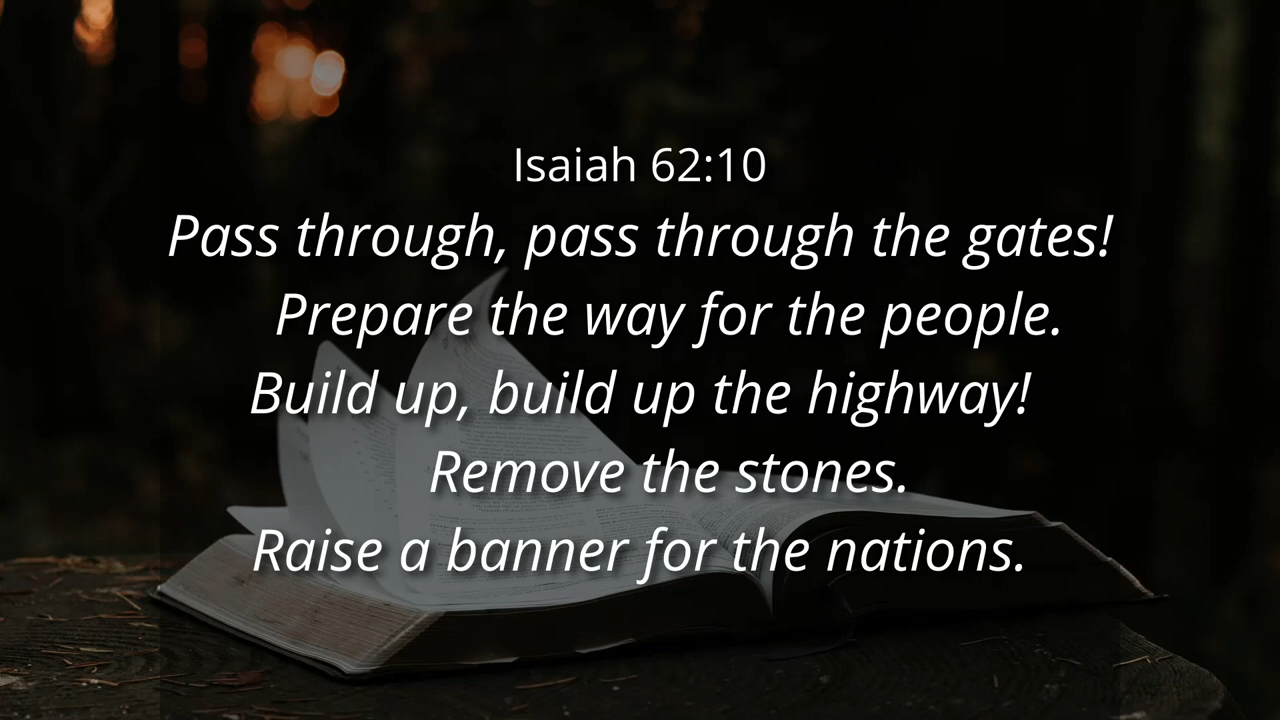 Isaiah 62:10
Pass through, pass through the gates!
Prepare the way for the people.
Build up, build up the highway!
Remove the stones.
Raise a banner for the nations.